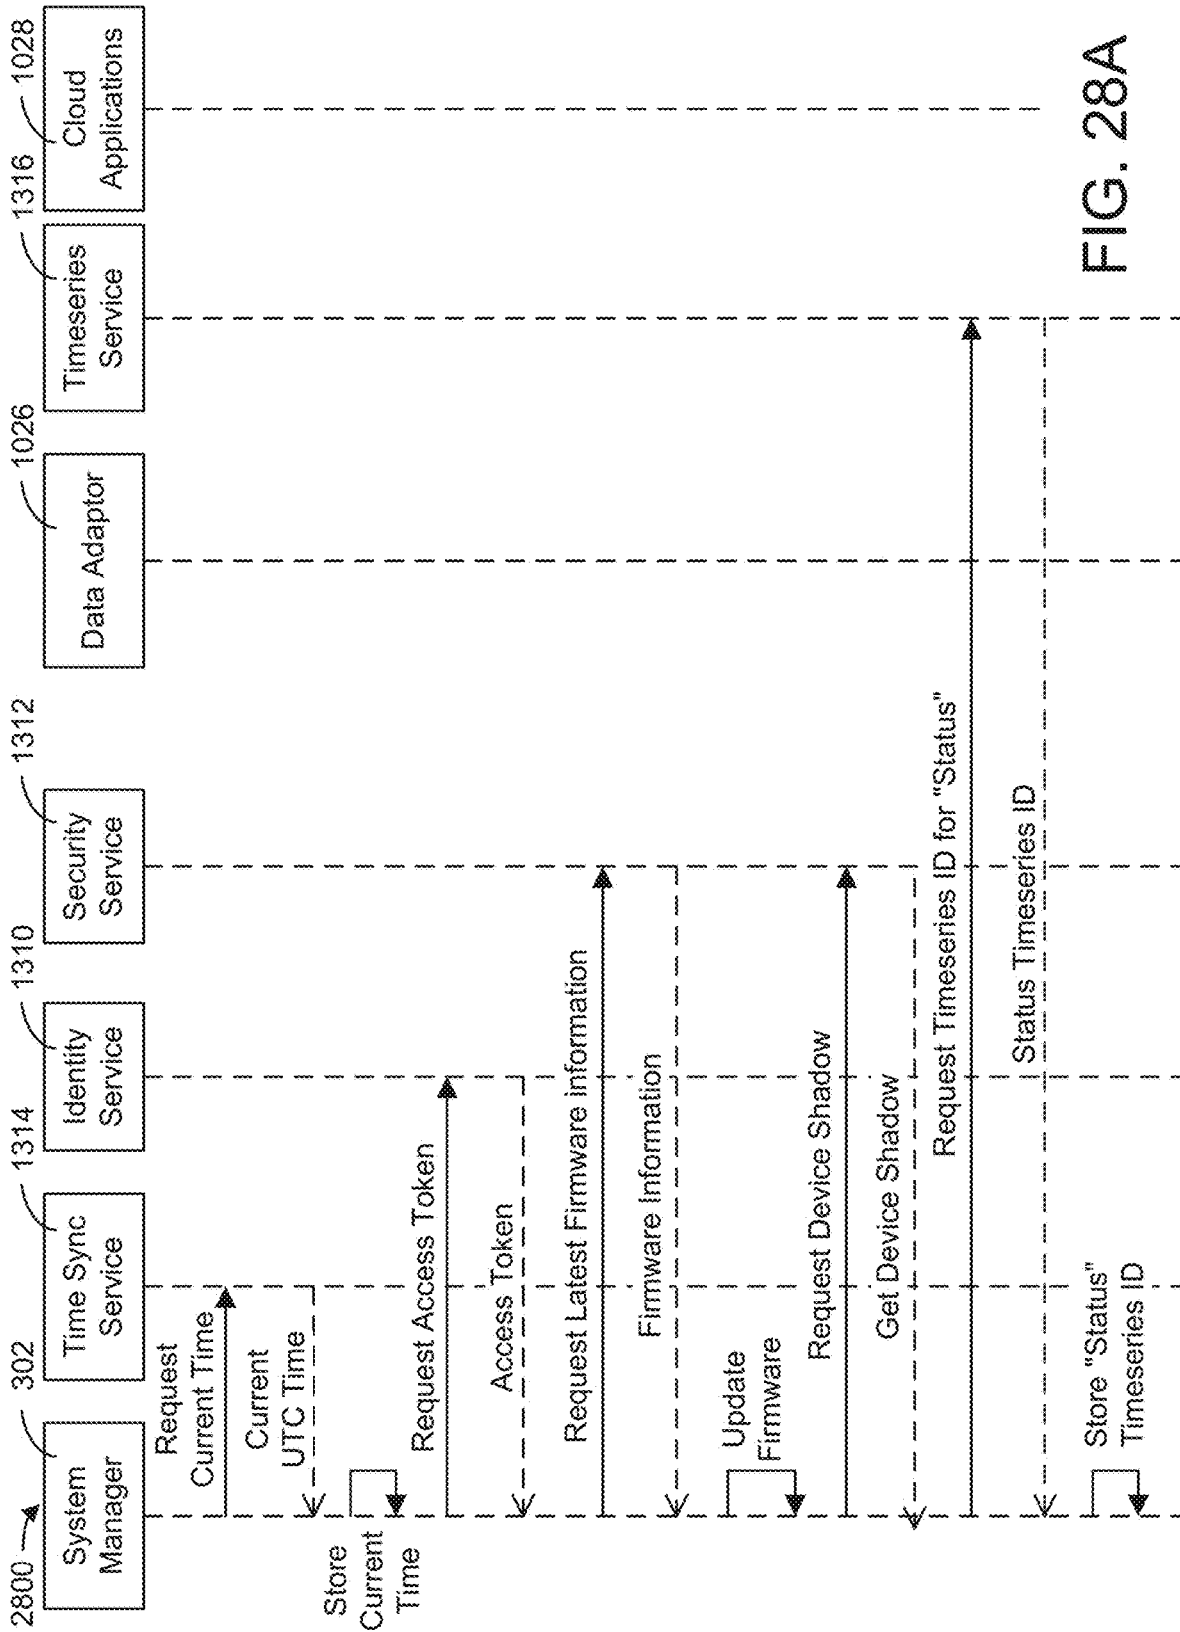 2800
302
1314
1310
1312
1026
1316
1028
System
Manager
Time Sync
Service
Identity
Service
Security
Service
Data Adaptor
Timeseries
Service
Cloud
Applications
Request
Current Time
Current
UTC Time
Store
Current
Time
Request Access Token
Access Token
Request Latest Firmware Information
Firmware Information
Update
Firmware
Request Device Shadow
Get Device Shadow
Request Timeseries ID for "Status"
Status Timeseries ID
Store "Status"
Timeseries ID
FIG. 28A